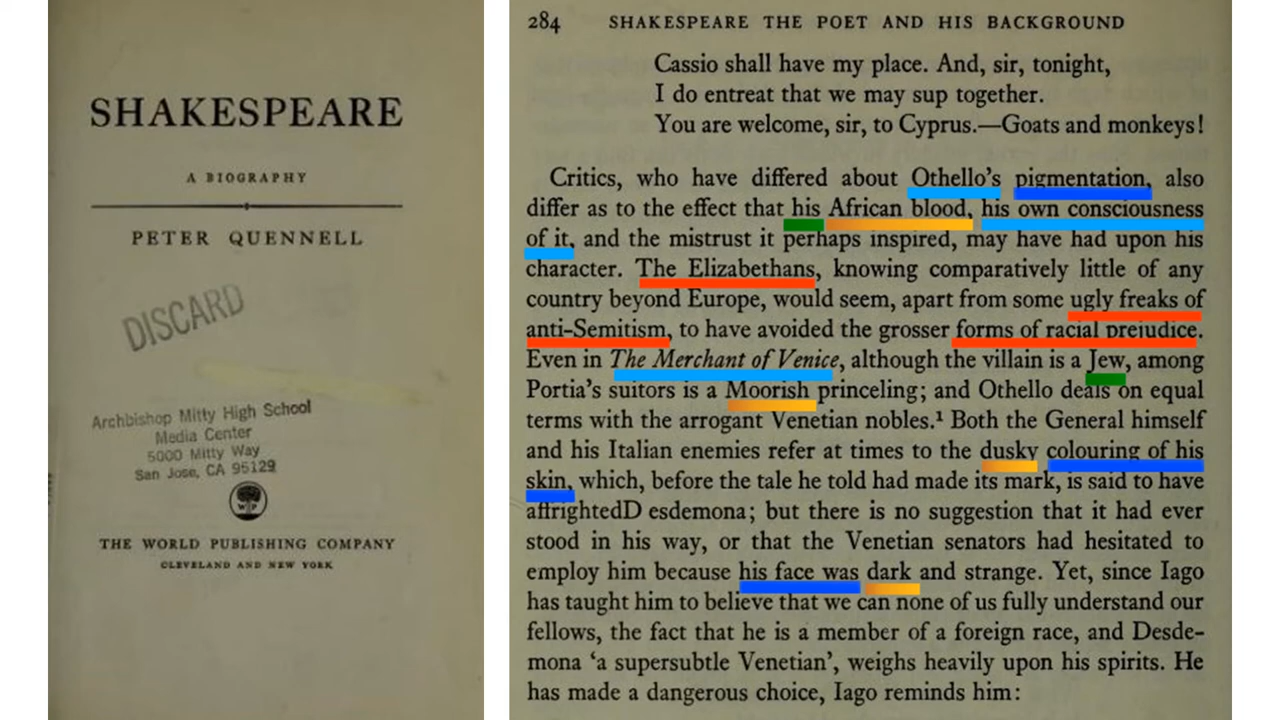 SHAKESPEARE
A BIOGRAPHY
PETER QUENNELL
DISCARD
Archbishop Mitty High School
Media Center
5000 Mitty Way
San Jose, CA 95129
WP
THE WORLD PUBLISHING COMPANY
CLEVELAND AND NEW YORK
284 SHAKESPEARE THE POET AND HIS BACKGROUND
Cassio shall have my place. And, sir, tonight,
I do entreat that we may sup together.
You are welcome, sir, to Cyprus.—Goats and monkeys!
Critics, who have differed about Othello's pigmentation, also
differ as to the effect that his African blood, his own consciousness
of it, and the mistrust it perhaps inspired, may have had upon his
character. The Elizabethans, knowing comparatively little of any
country beyond Europe, would seem, apart from some ugly freaks of
anti-Semitism, to have avoided the grosser forms of racial prejudice.
Even in The Merchant of Venice, although the villain is a Jew, among
Portia's suitors is a Moorish princeling; and Othello deals on equal
terms with the arrogant Venetian nobles.¹ Both the General himself
and his Italian enemies refer at times to the dusky colouring of his
skin, which, before the tale he told had made its mark, is said to have
affrightedD esdemona; but there is no suggestion that it had ever
stood in his way, or that the Venetian senators had hesitated to
employ him because his face was dark and strange. Yet, since Iago
has taught him to believe that we can none of us fully understand our
fellows, the fact that he is a member of a foreign race, and Desde-
mona 'a supersubtle Venetian', weighs heavily upon his spirits. He
has made a dangerous choice, Iago reminds him: